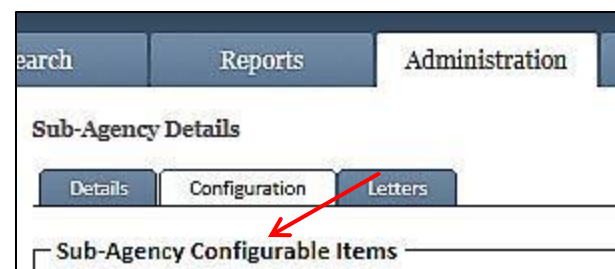 earch Reports Administration
Sub-Agency Details
Details Configuration Letters
Sub-Agency Configurable Items